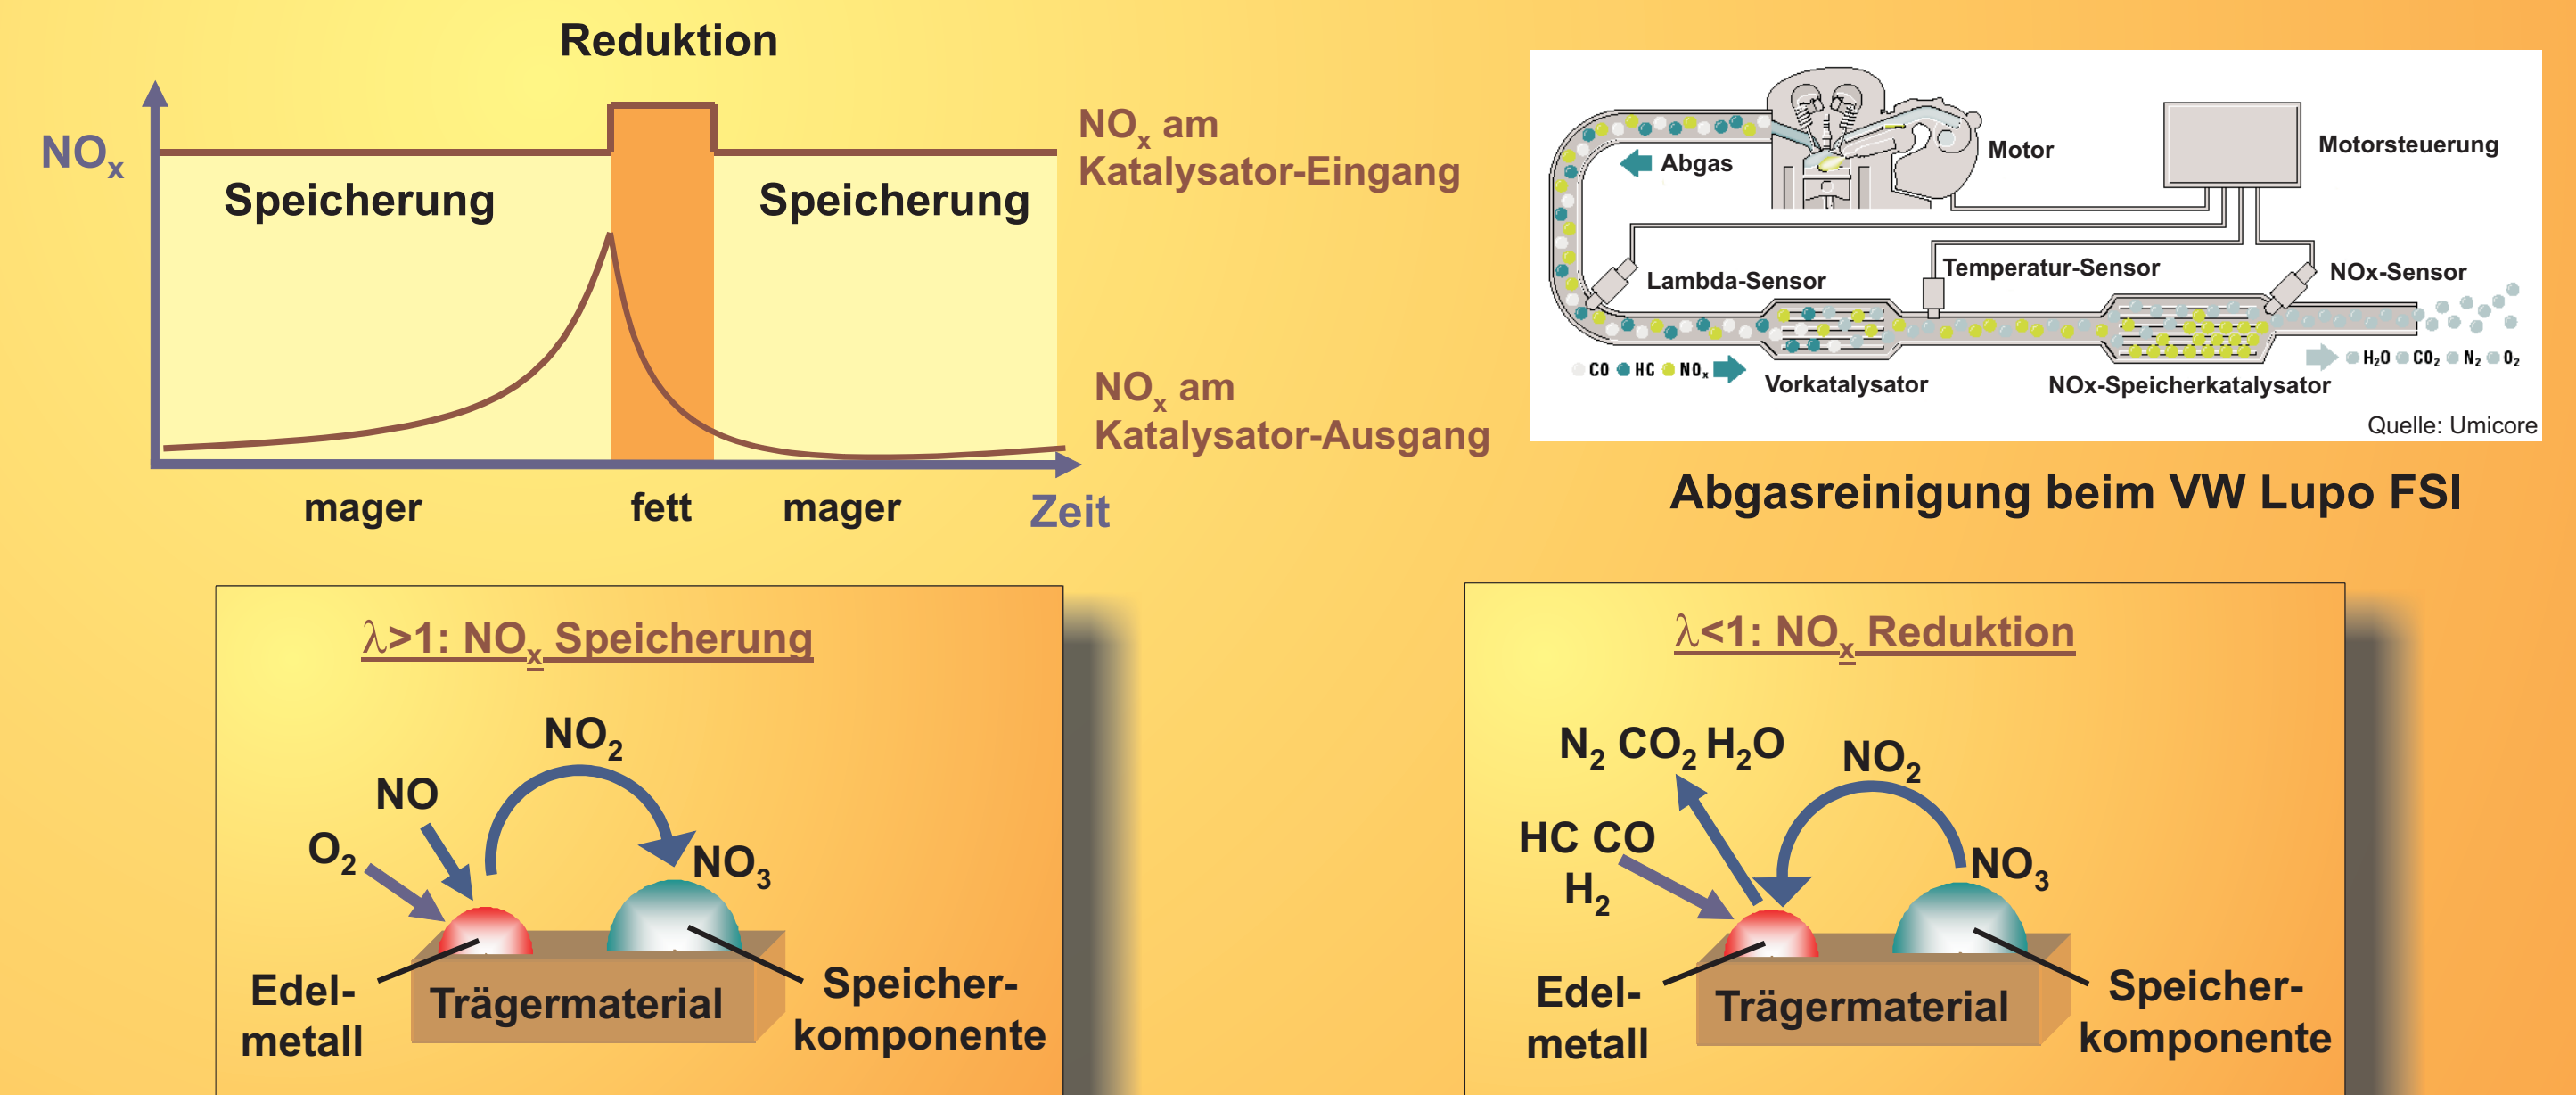 Reduktion
NOx
Speicherung
Speicherung
NOx am
Katalysator-Eingang
NOx am
Katalysator-Ausgang
mager
fett
mager
Zeit
Abgas
Motor
Motorsteuerung
Lambda-Sensor
Temperatur-Sensor
NOx-Sensor
CO HC NOx
Vorkatalysator
NOx-Speicherkatalysator
H2O CO2 N2 O2
Quelle: Umicore
Abgasreinigung beim VW Lupo FSI
λ>1: NOx Speicherung
NO2
NO
O2
NO3
Edel-
metall
Trägermaterial
Speicher-
komponente
λ<1: NOx Reduktion
N2 CO2 H2O
NO2
HC CO
H2
NO3
Edel-
metall
Trägermaterial
Speicher-
komponente